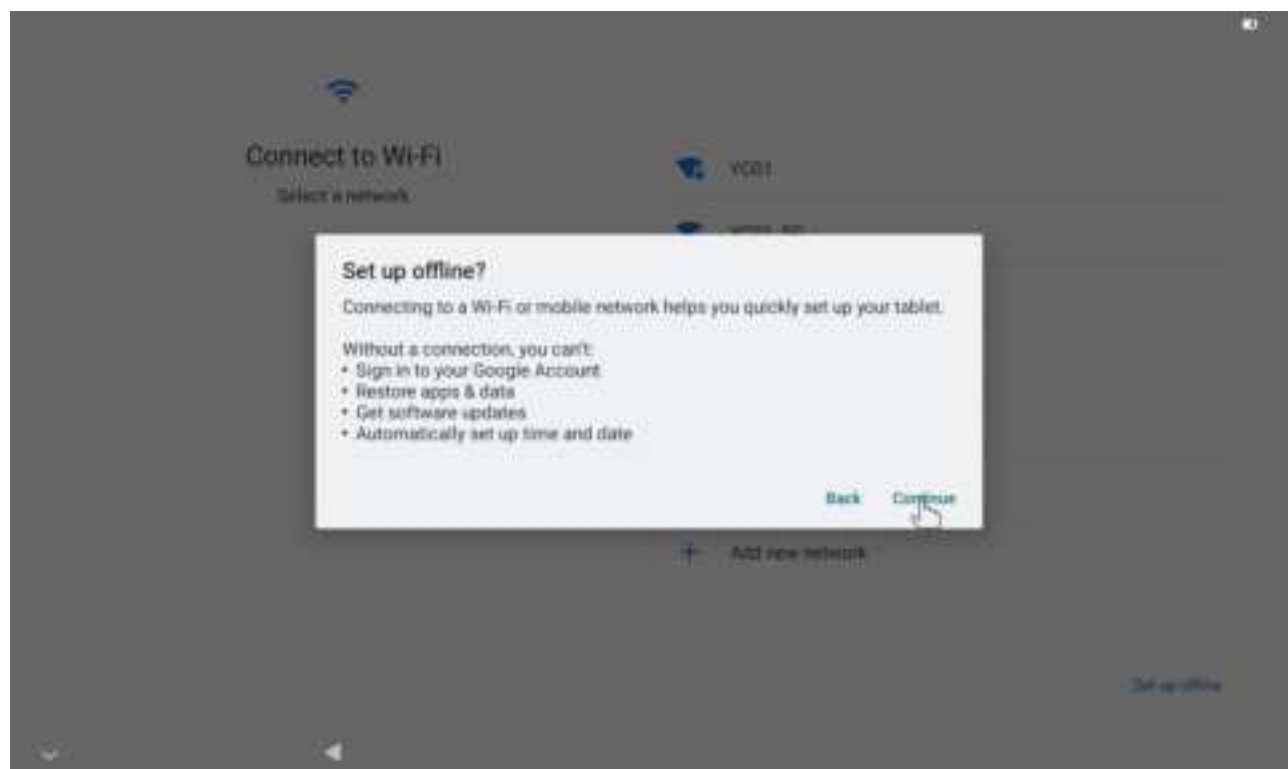 Connect to Wi-Fi
Select a network
YC01
Set up offline?
Connecting to a Wi-Fi or mobile network helps you quickly set up your tablet.
Without a connection, you can't:
• Sign in to your Google Account
• Restore apps & data
• Get software updates
• Automatically set up time and date
Back Continue
Add new network
Set up offline